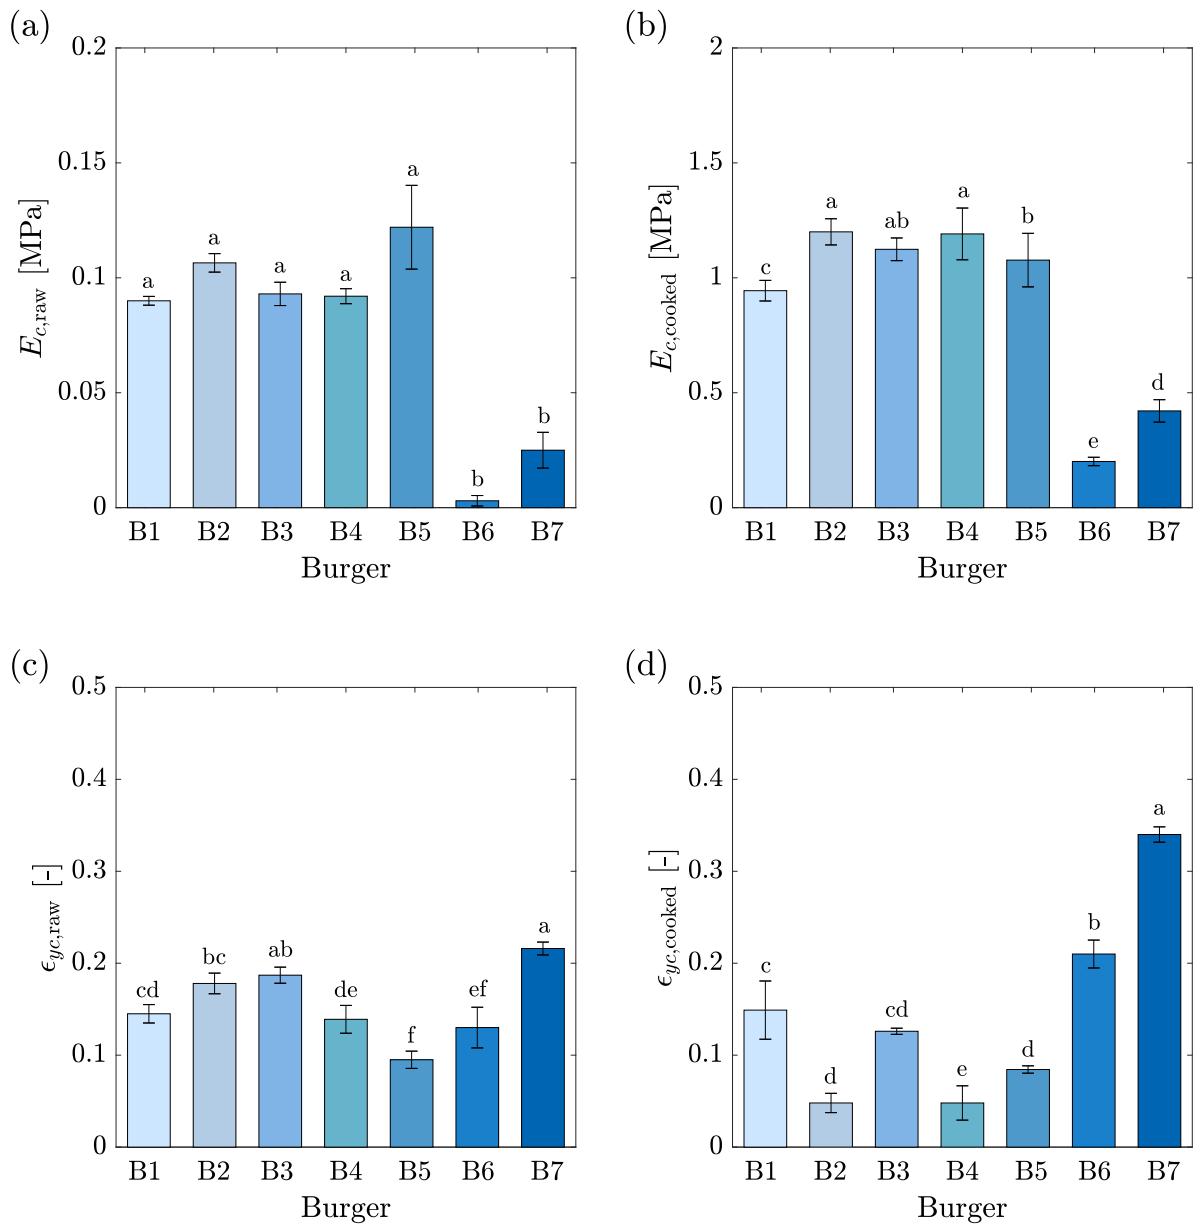 (a)
0.2
0.15
0.1
0.05
0
E_{c,raw} [MPa]
a
a
a
a
a
b
b
B1 B2 B3 B4 B5 B6 B7
Burger
(b)
2
1.5
1
0.5
0
E_{c,cooked} [MPa]
c
a
ab
a
b
e
d
B1 B2 B3 B4 B5 B6 B7
Burger
(c)
0.5
0.4
0.3
0.2
0.1
0
ϵ_{yc,raw} [-]
cd
bc
ab
de
f
ef
a
B1 B2 B3 B4 B5 B6 B7
Burger
(d)
0.5
0.4
0.3
0.2
0.1
0
ϵ_{yc,cooked} [-]
c
d
cd
e
d
b
a
B1 B2 B3 B4 B5 B6 B7
Burger